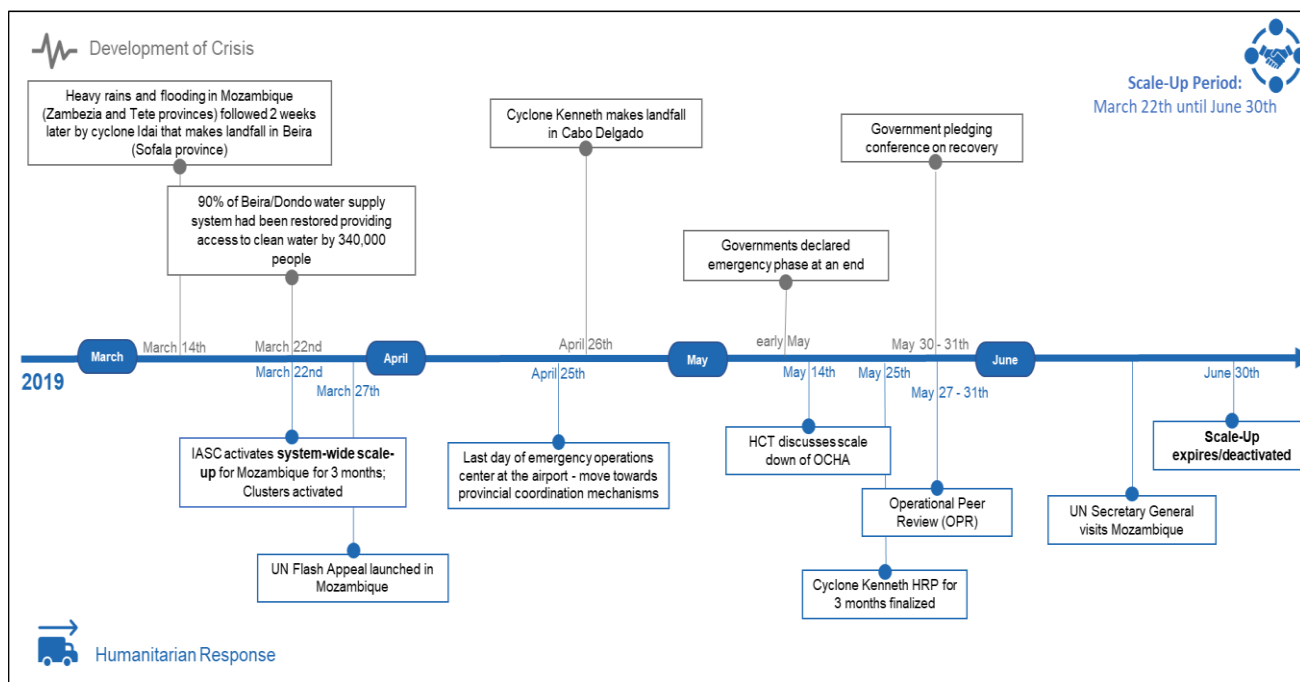 Development of Crisis
Scale-Up Period:
March 22th until June 30th
Heavy rains and flooding in Mozambique
(Zambezia and Tete provinces) followed 2 weeks
later by cyclone Idai that makes landfall in Beira
(Sofala province)
Cyclone Kenneth makes landfall
in Cabo Delgado
Government pledging
conference on recovery
90% of Beira/Dondo water supply
system had been restored providing
access to clean water by 340,000
people
Governments declared
emergency phase at an end
March 14th
March 22nd
April 26th
early May
May 30 - 31th
March
April
May
June
2019
March 22nd
March 27th
April 25th
May 14th
May 25th
May 27 - 31th
June 30th
IASC activates system-wide scale-
up for Mozambique for 3 months;
Clusters activated
Last day of emergency operations
center at the airport - move towards
provincial coordination mechanisms
HCT discusses scale
down of OCHA
Scale-Up
expires/deactivated
Operational Peer
Review (OPR)
UN Secretary General
visits Mozambique
UN Flash Appeal launched in
Mozambique
Cyclone Kenneth HRP for
3 months finalized
Humanitarian Response